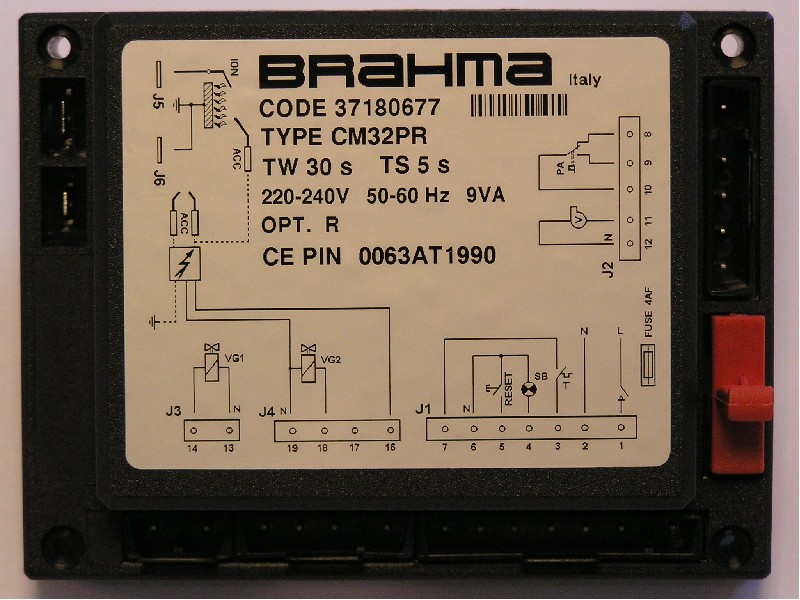 BRAHMA Italy
CODE 37180677
TYPE CM32PR
TW 30 s TS 5 s
220-240V 50-60 Hz 9VA
OPT. R
CE PIN 0063AT1990
ION
J5
J6
ACC
ACC
8
PA
9
10
V
11
N
12
J2
FUSE 4AF
VG1
VG2
J3
N
14 13
J4
N
19 18 17 16
J1
N
RESET
SB
T
N
L
7 6 5 4 3 2 1